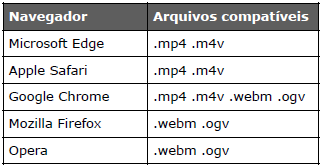 Navegador Arquivos compatíveis
Microsoft Edge .mp4 .m4v
Apple Safari .mp4 .m4v
Google Chrome .mp4 .m4v .webm .ogv
Mozilla Firefox .webm .ogv
Opera .webm .ogv